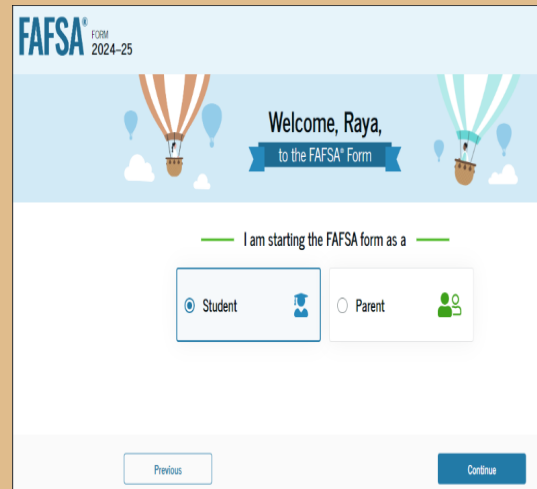 FAFSA® FORM
2024–25
Welcome, Raya,
to the FAFSA® Form
I am starting the FAFSA form as a
Student
Parent
Previous
Continue